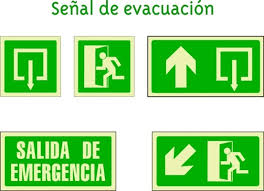 Señal de evacuación
SALIDA DE
EMERGENCIA